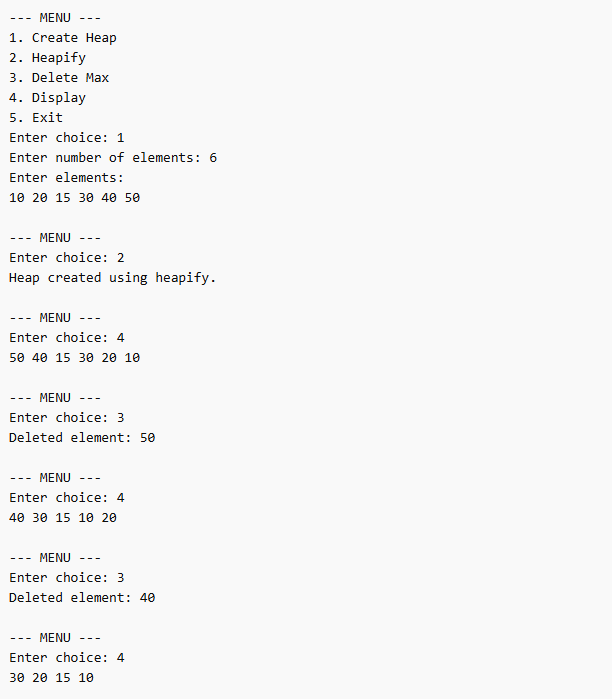 --- MENU ---
1. Create Heap
2. Heapify
3. Delete Max
4. Display
5. Exit
Enter choice: 1
Enter number of elements: 6
Enter elements:
10 20 15 30 40 50

--- MENU ---
Enter choice: 2
Heap created using heapify.

--- MENU ---
Enter choice: 4
50 40 15 30 20 10

--- MENU ---
Enter choice: 3
Deleted element: 50

--- MENU ---
Enter choice: 4
40 30 15 10 20

--- MENU ---
Enter choice: 3
Deleted element: 40

--- MENU ---
Enter choice: 4
30 20 15 10